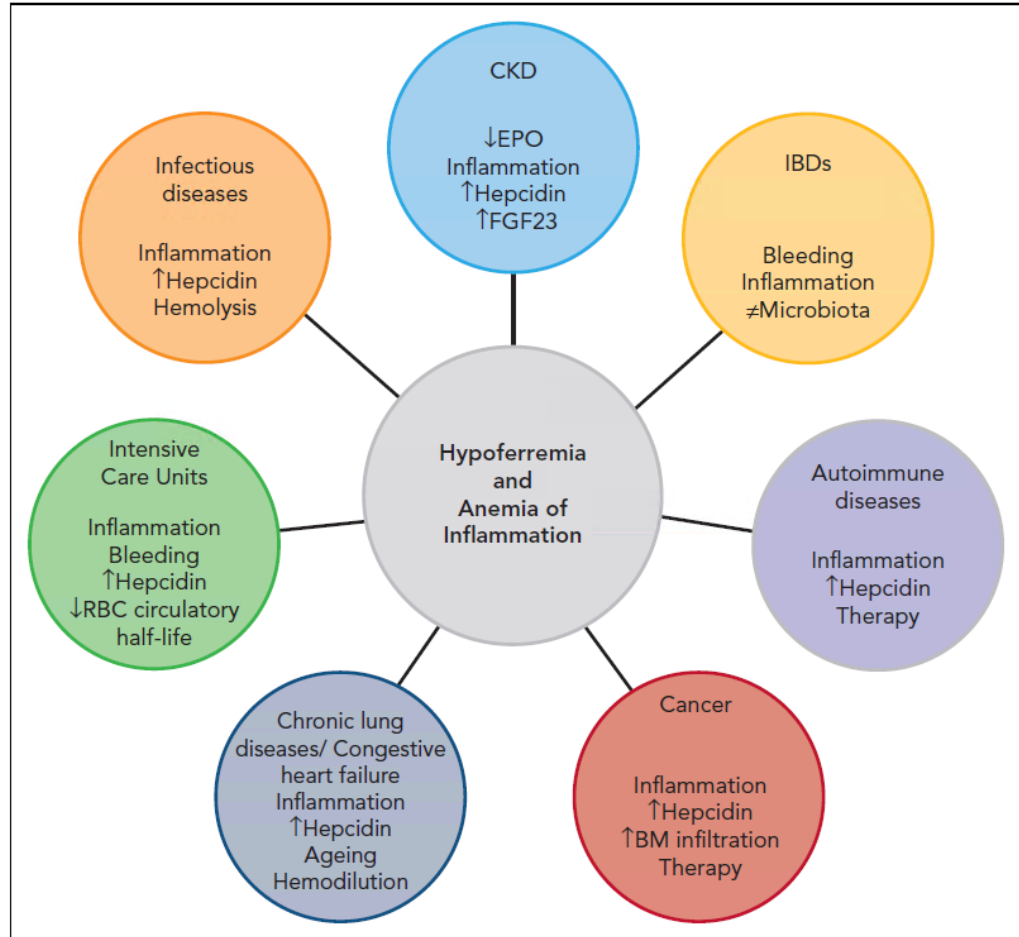 CKD
↓EPO
Inflammation
↑Hepcidin
↑FGF23
IBDs
Bleeding
Inflammation
≠Microbiota
Autoimmune
diseases
Inflammation
↑Hepcidin
Therapy
Cancer
Inflammation
↑Hepcidin
↑BM infiltration
Therapy
Chronic lung
diseases/ Congestive
heart failure
Inflammation
↑Hepcidin
Ageing
Hemodilution
Intensive
Care Units
Inflammation
Bleeding
↑Hepcidin
↓RBC circulatory
half-life
Infectious
diseases
Inflammation
↑Hepcidin
Hemolysis
Hypoferremia
and
Anemia of
Inflammation